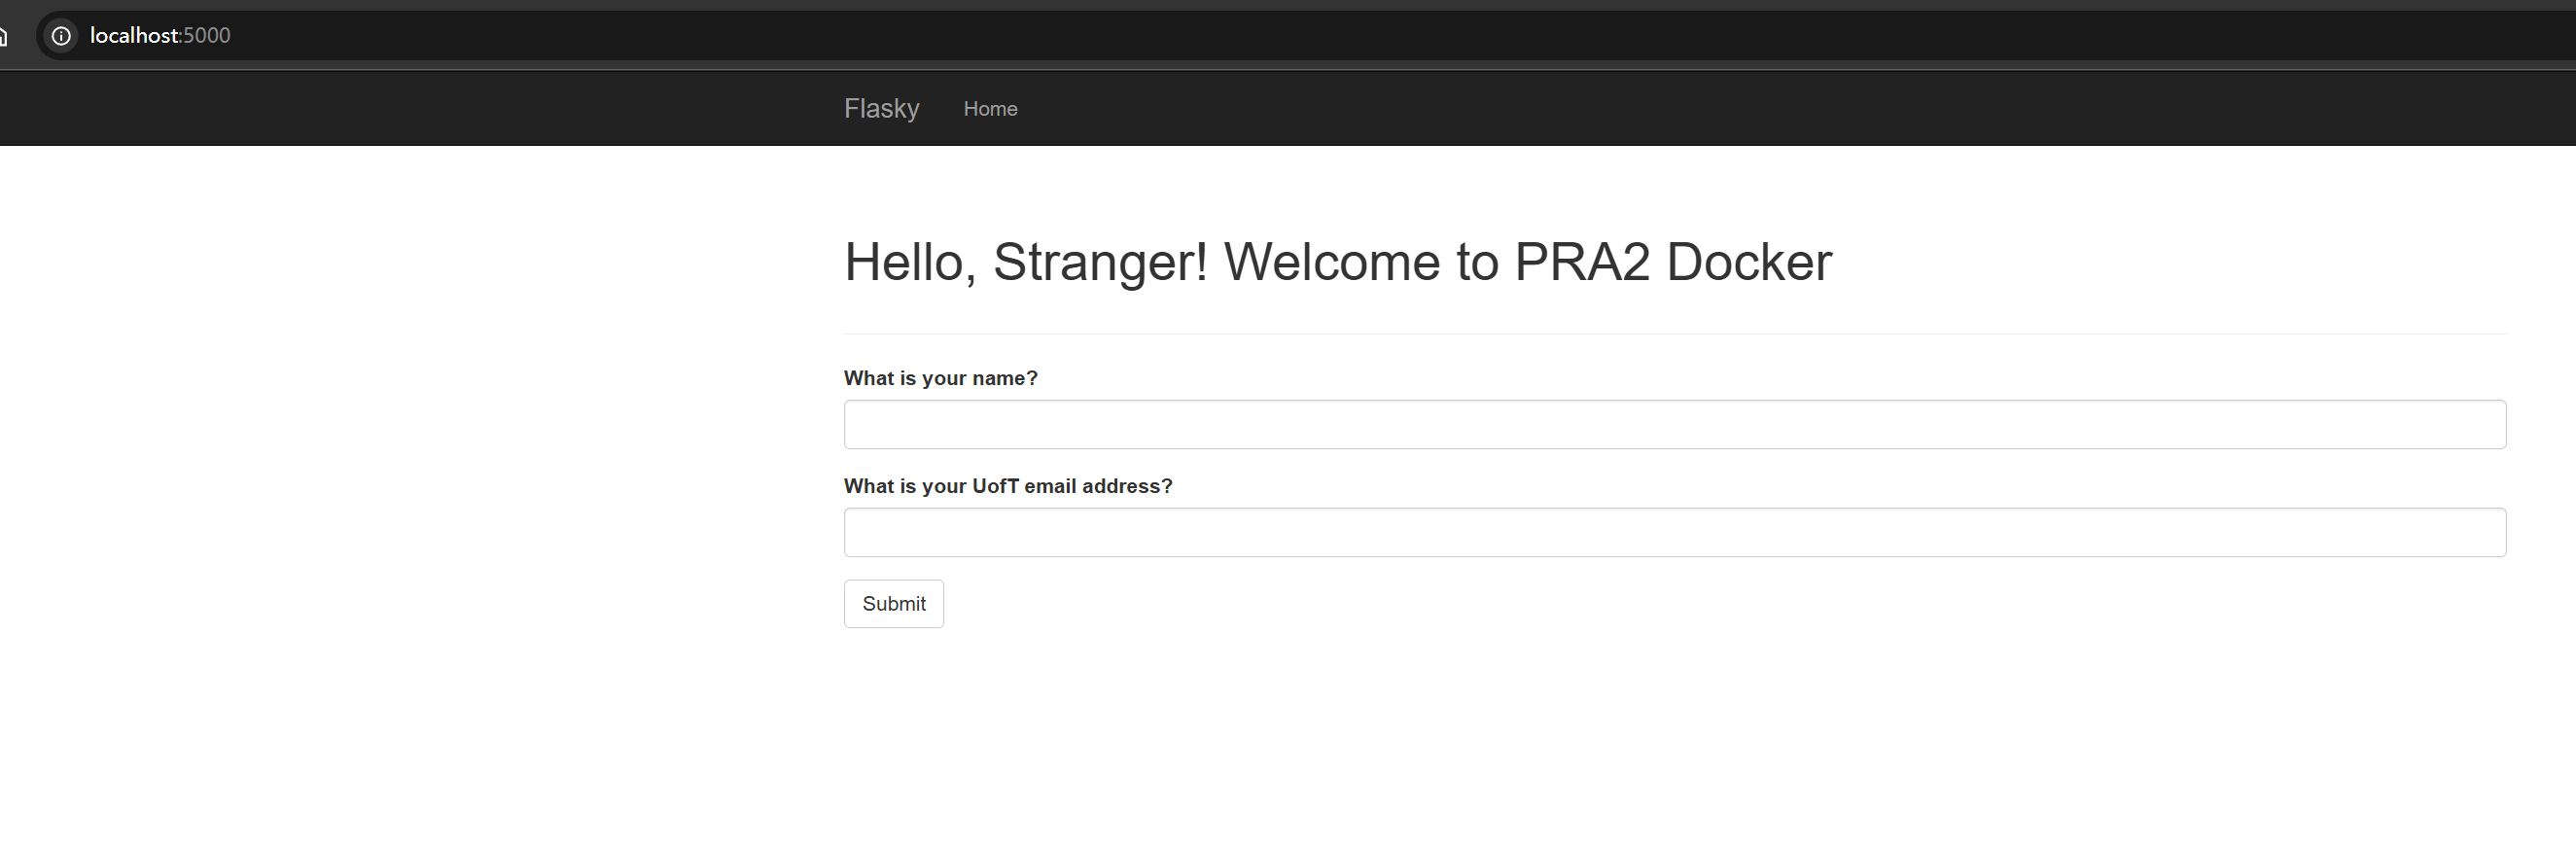 localhost:5000
Flasky Home
Hello, Stranger! Welcome to PRA2 Docker
What is your name?
What is your UofT email address?
Submit